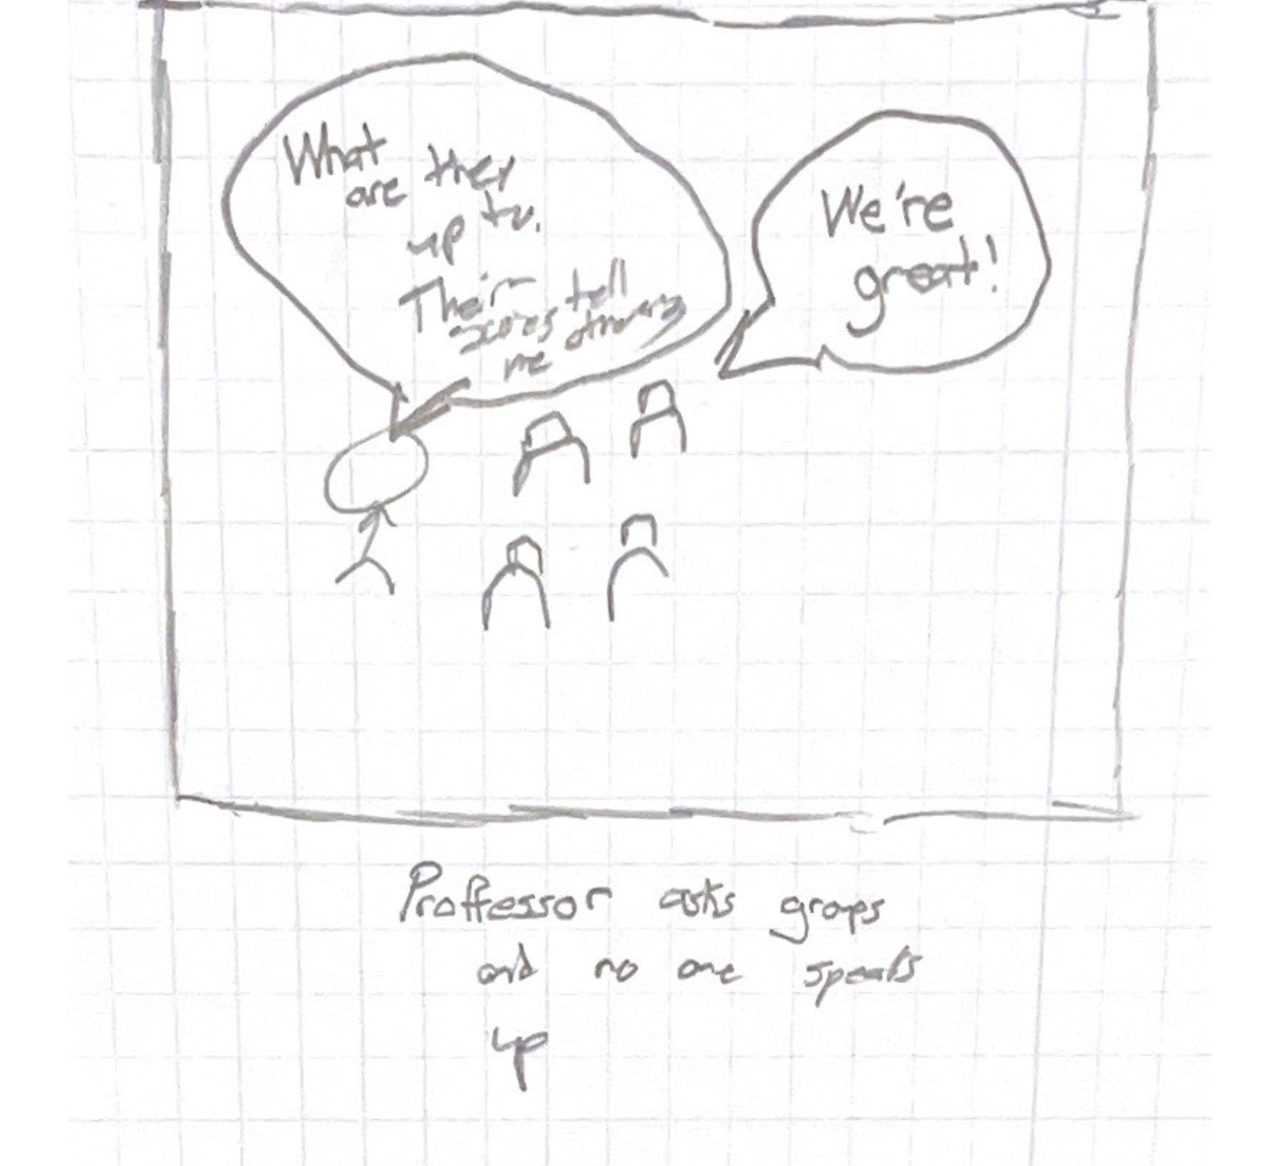 What
are they
up to.
Their
scores tell
me otherwise
We're
great!
Proffessor asks grops
and no one speaks
up